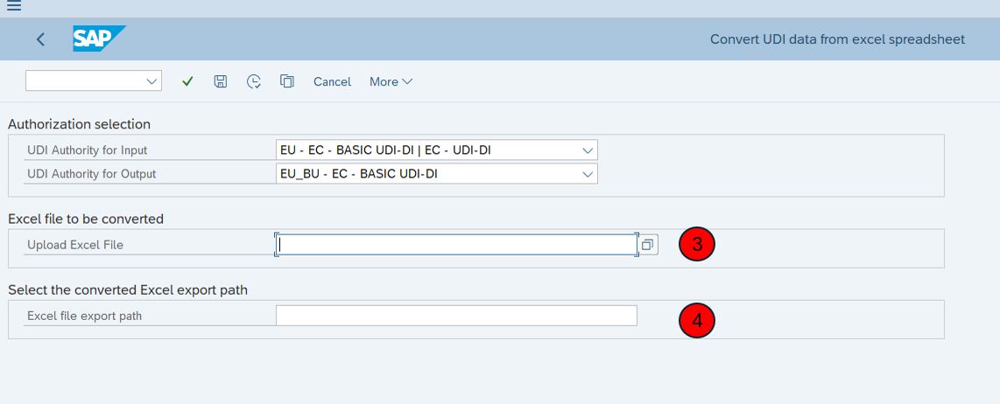 SAP
Convert UDI data from excel spreadsheet
Cancel More
Authorization selection
UDI Authority for Input EU - EC - BASIC UDI-DI | EC - UDI-DI
UDI Authority for Output EU_BU - EC - BASIC UDI-DI
Excel file to be converted
Upload Excel File 3
Select the converted Excel export path
Excel file export path 4